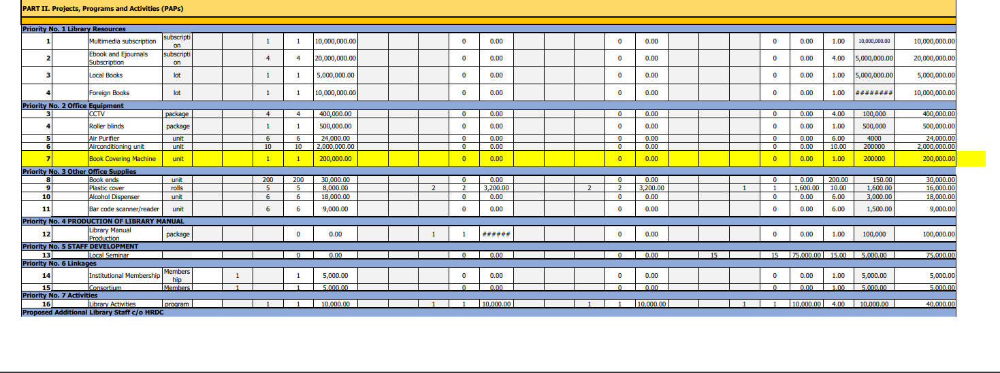 PART II. Projects, Programs and Activities (PAPs)
Priority No. 1 Library Resources
1 Multimedia subscription subscripti on 1 1 10,000,000.00 0 0.00 0 0.00 0 0.00 1.00 10,000,000.00 10,000,000.00
2 Ebook and Ejournals Subscription subscripti on 4 4 20,000,000.00 0 0.00 0 0.00 0 0.00 4.00 5,000,000.00 20,000,000.00
3 Local Books lot 1 1 5,000,000.00 0 0.00 0 0.00 0 0.00 1.00 5,000,000.00 5,000,000.00
4 Foreign Books lot 1 1 10,000,000.00 0 0.00 0 0.00 0 0.00 1.00 ######## 10,000,000.00
Priority No. 2 Office Equipment
3 CCTV package 4 4 400,000.00 0 0.00 0 0.00 0 0.00 4.00 100,000 400,000.00
4 Roller blinds package 1 1 500,000.00 0 0.00 0 0.00 0 0.00 1.00 500,000 500,000.00
5 Air Purifier unit 6 6 24,000.00 0 0.00 0 0.00 0 0.00 6.00 4000 24,000.00
6 Airconditioning unit unit 10 10 2,000,000.00 0 0.00 0 0.00 0 0.00 10.00 200000 2,000,000.00
7 Book Covering Machine unit 1 1 200,000.00 0 0.00 0 0.00 0 0.00 1.00 200000 200,000.00
Priority No. 3 Other Office Supplies
8 Book ends unit 200 200 30,000.00 0 0.00 0 0.00 0 0.00 200.00 150.00 30,000.00
9 Plastic cover rolls 5 5 8,000.00 2 2 3,200.00 2 2 3,200.00 1 1 1,600.00 10.00 1,600.00 16,000.00
10 Alcohol Dispenser unit 6 6 18,000.00 0 0.00 0 0.00 0 0.00 6.00 3,000.00 18,000.00
11 Bar code scanner/reader unit 6 6 9,000.00 0 0.00 0 0.00 0 0.00 6.00 1,500.00 9,000.00
Priority No. 4 PRODUCTION OF LIBRARY MANUAL
12 Library Manual Production package 0 0.00 1 1 ###### 0 0.00 0 0.00 1.00 100,000 100,000.00
Priority No. 5 STAFF DEVELOPMENT
13 Local Seminar 0 0.00 0 0.00 0 0.00 15 15 75,000.00 15.00 5,000.00 75,000.00
Priority No. 6 Linkages
14 Institutional Membership Members hip 1 1 5,000.00 0 0.00 0 0.00 0 0.00 1.00 5,000.00 5,000.00
15 Consortium Members 1 1 5,000.00 0 0.00 0 0.00 0 0.00 1.00 5,000.00 5,000.00
Priority No. 7 Activities
16 Library Activities program 1 1 10,000.00 1 1 10,000.00 1 1 10,000.00 1 1 10,000.00 4.00 10,000.00 40,000.00
Proposed Additional Library Staff c/o HRDC